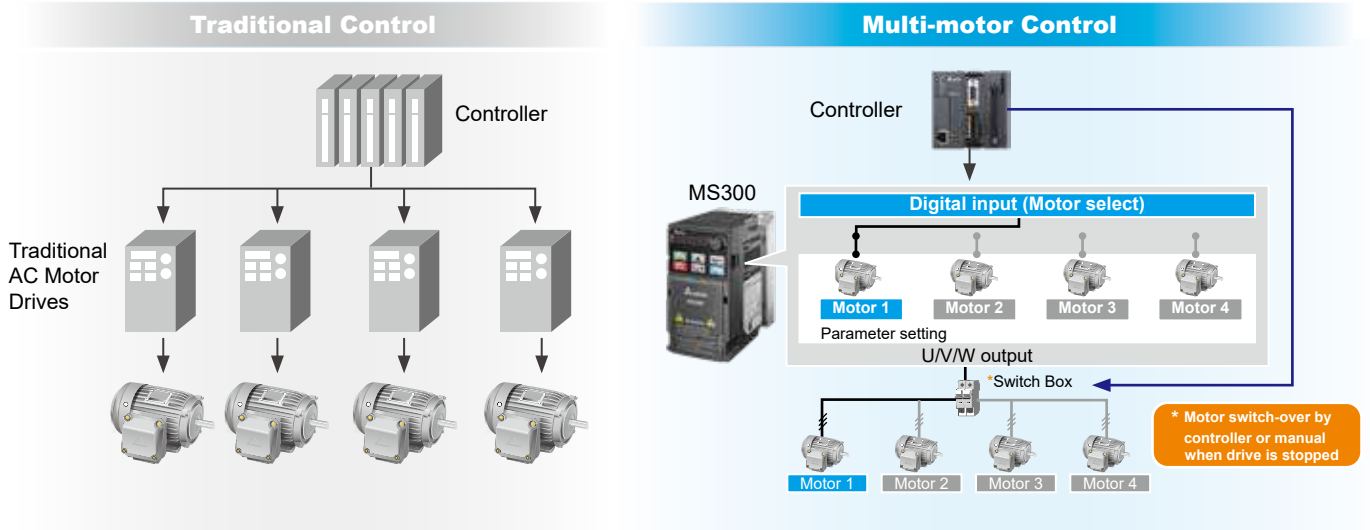 Traditional Control
Controller
Traditional
AC Motor
Drives
Multi-motor Control
Controller
MS300
Digital input (Motor select)
Motor 1
Motor 2
Motor 3
Motor 4
Parameter setting
U/V/W output
*Switch Box
Motor 1
Motor 2
Motor 3
Motor 4
* Motor switch-over by
controller or manual
when drive is stopped